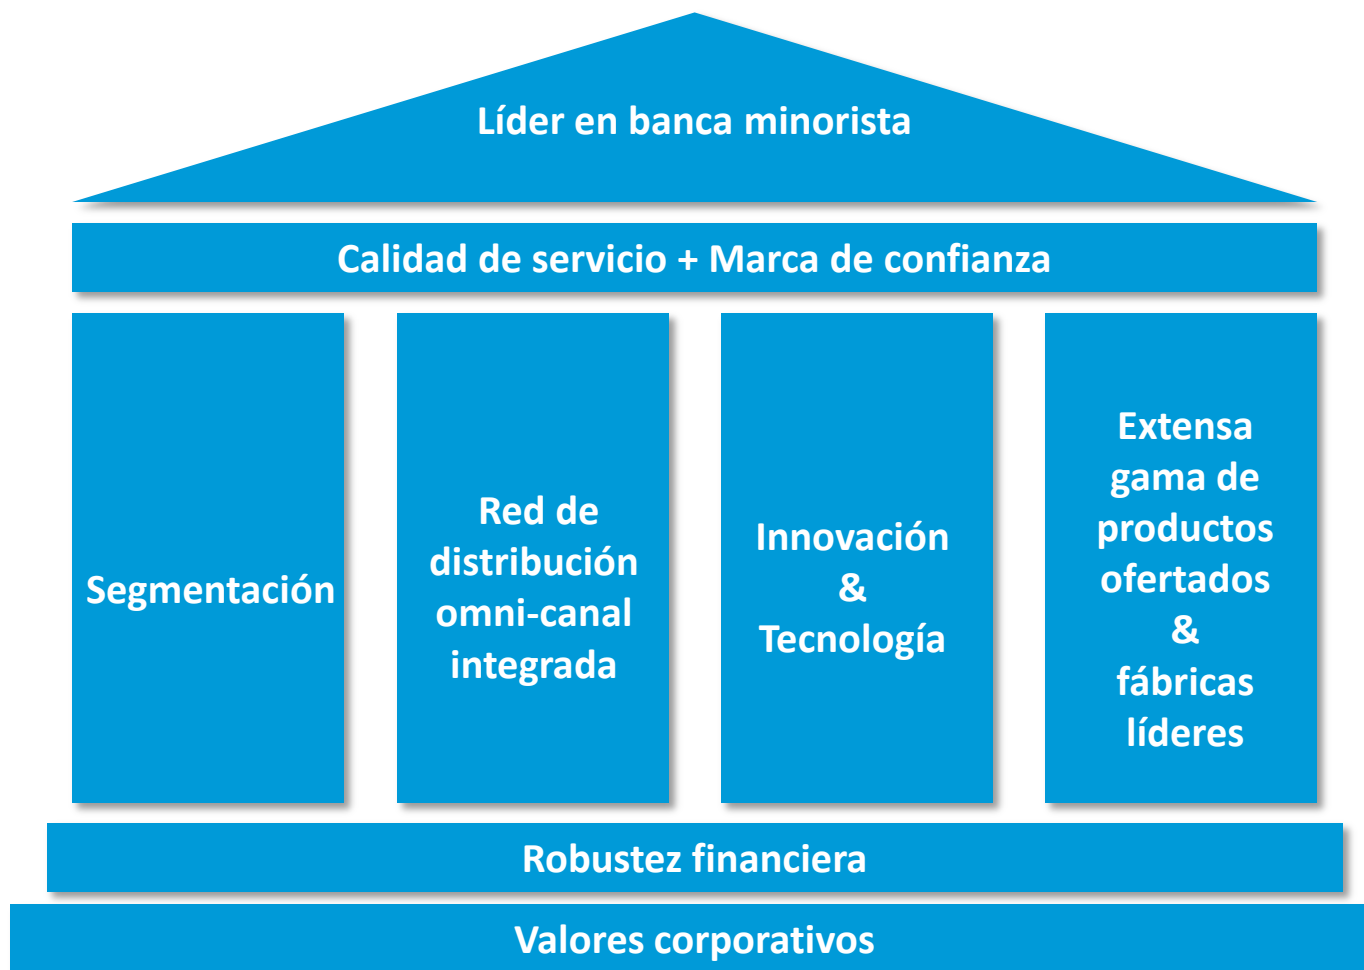 Líder en banca minorista
Calidad de servicio + Marca de confianza
Segmentación
Red de
distribución
omni-canal
integrada
Innovación
&
Tecnología
Extensa
gama de
productos
ofertados
&
fábricas
líderes
Robustez financiera
Valores corporativos